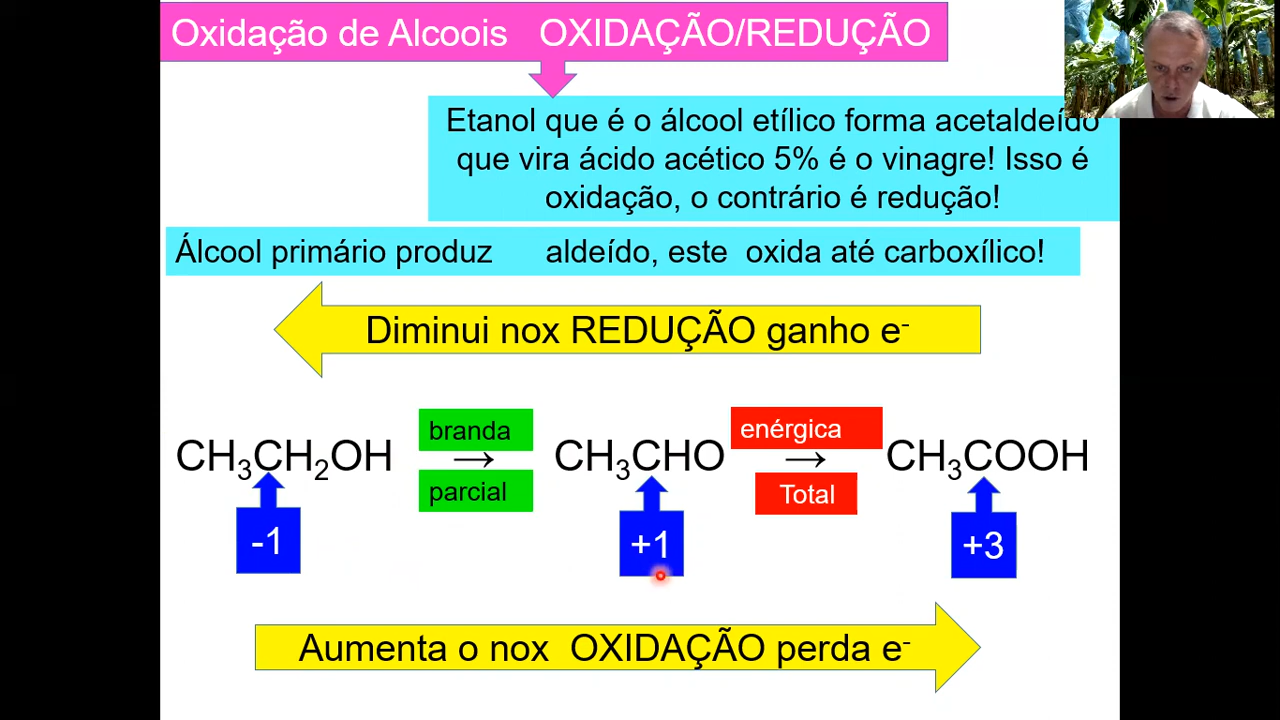 Oxidação de Alcoois OXIDAÇÃO/REDUÇÃO
Etanol que é o álcool etílico forma acetaldeído
que vira ácido acético 5% é o vinagre! Isso é
oxidação, o contrário é redução!
Álcool primário produz aldeído, este oxida até carboxílico!
Diminui nox REDUÇÃO ganho e⁻
branda
enérgica
CH₃CH₂OH → CH₃CHO → CH₃COOH
parcial
Total
-1
+1
+3
Aumenta o nox OXIDAÇÃO perda e⁻